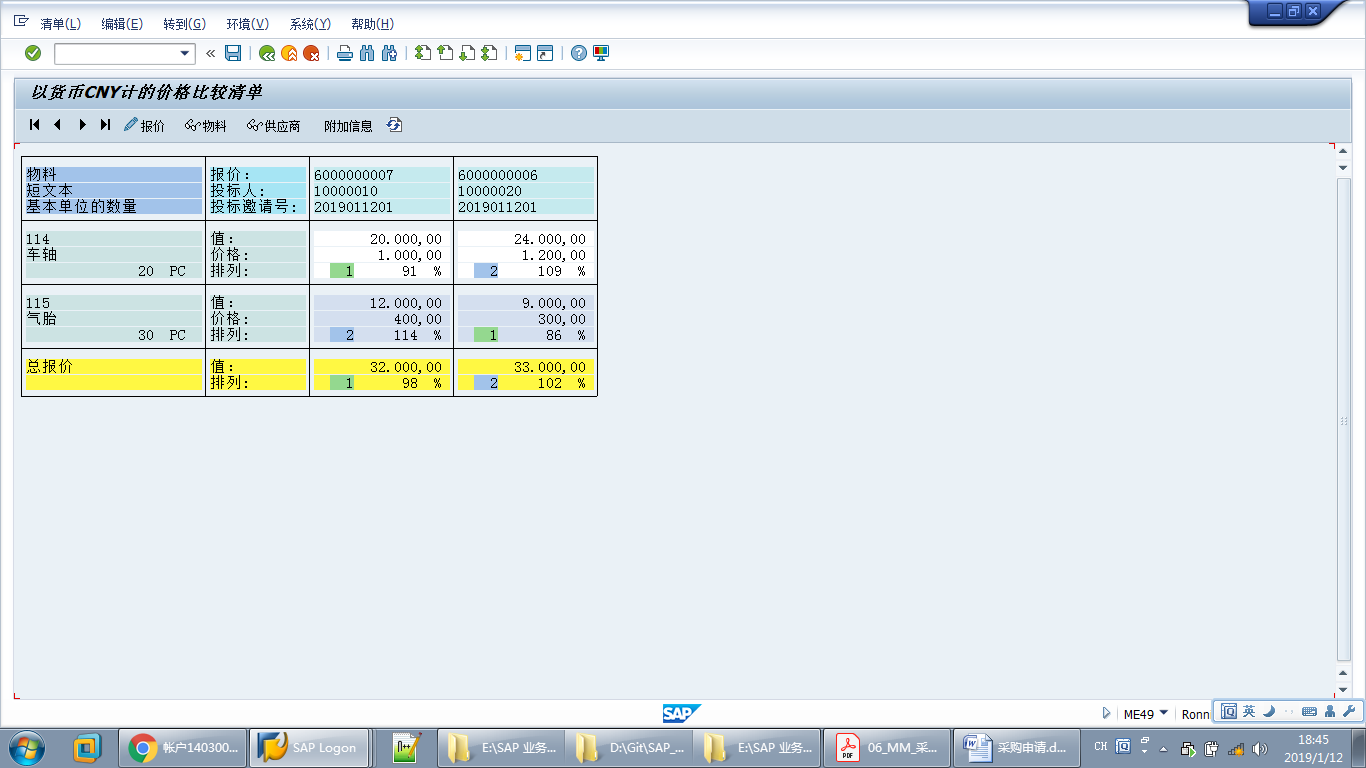 清单(L) 编辑(E) 转到(G) 环境(V) 系统(Y) 帮助(H)
以货币CNY计的价格比较清单
报价 物料 供应商 附加信息
物料 报价: 6000000007 6000000006
短文本 投标人: 10000010 10000020
基本单位的数量 投标邀请号: 2019011201 2019011201
114 值: 20.000,00 24.000,00
车轴 价格: 1.000,00 1.200,00
20 PC 排列: 1 91 % 2 109 %
115 值: 12.000,00 9.000,00
气胎 价格: 400,00 300,00
30 PC 排列: 2 114 % 1 86 %
总报价 值: 32.000,00 33.000,00
排列: 1 98 % 2 102 %
SAP ME49 Ronn 英
帐户140300... SAP Logon E:\SAP 业务... D:\Git\SAP_... E:\SAP 业务... 06_MM_采... 采购申请.d... CH 18:45
2019/1/12